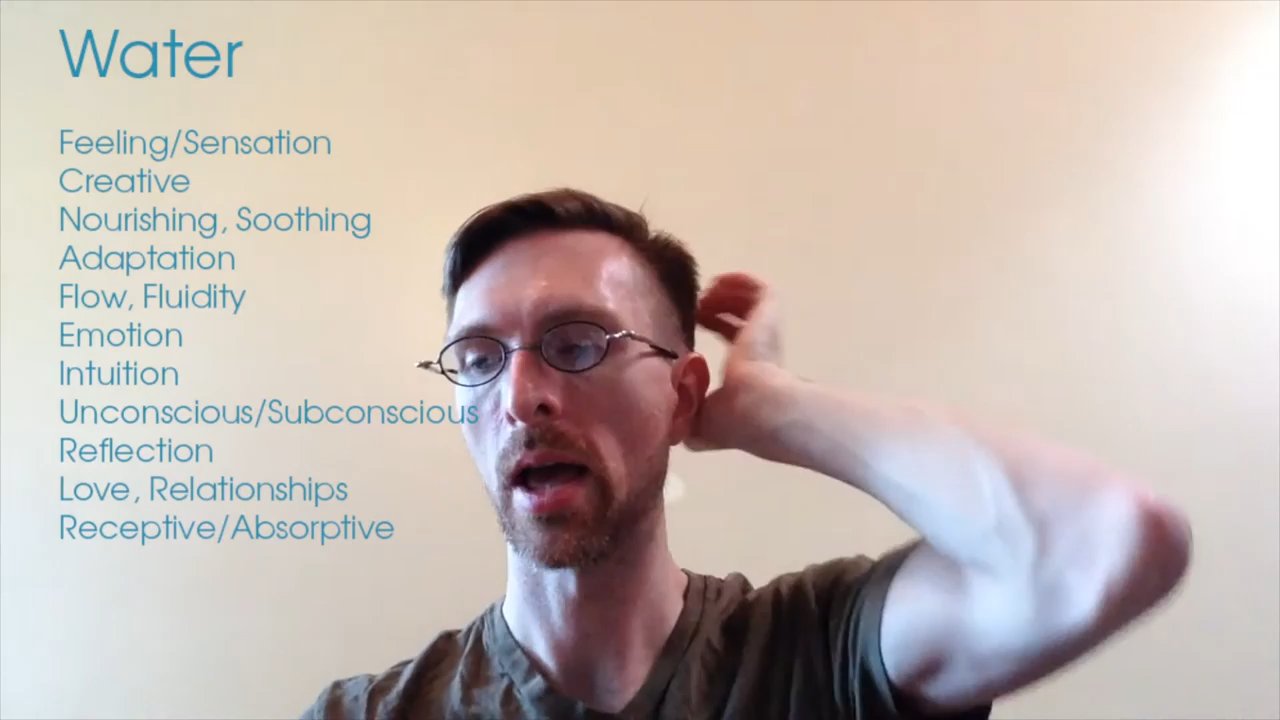 Water
Feeling/Sensation
Creative
Nourishing, Soothing
Adaptation
Flow, Fluidity
Emotion
Intuition
Unconscious/Subconscious
Reflection
Love, Relationships
Receptive/Absorptive